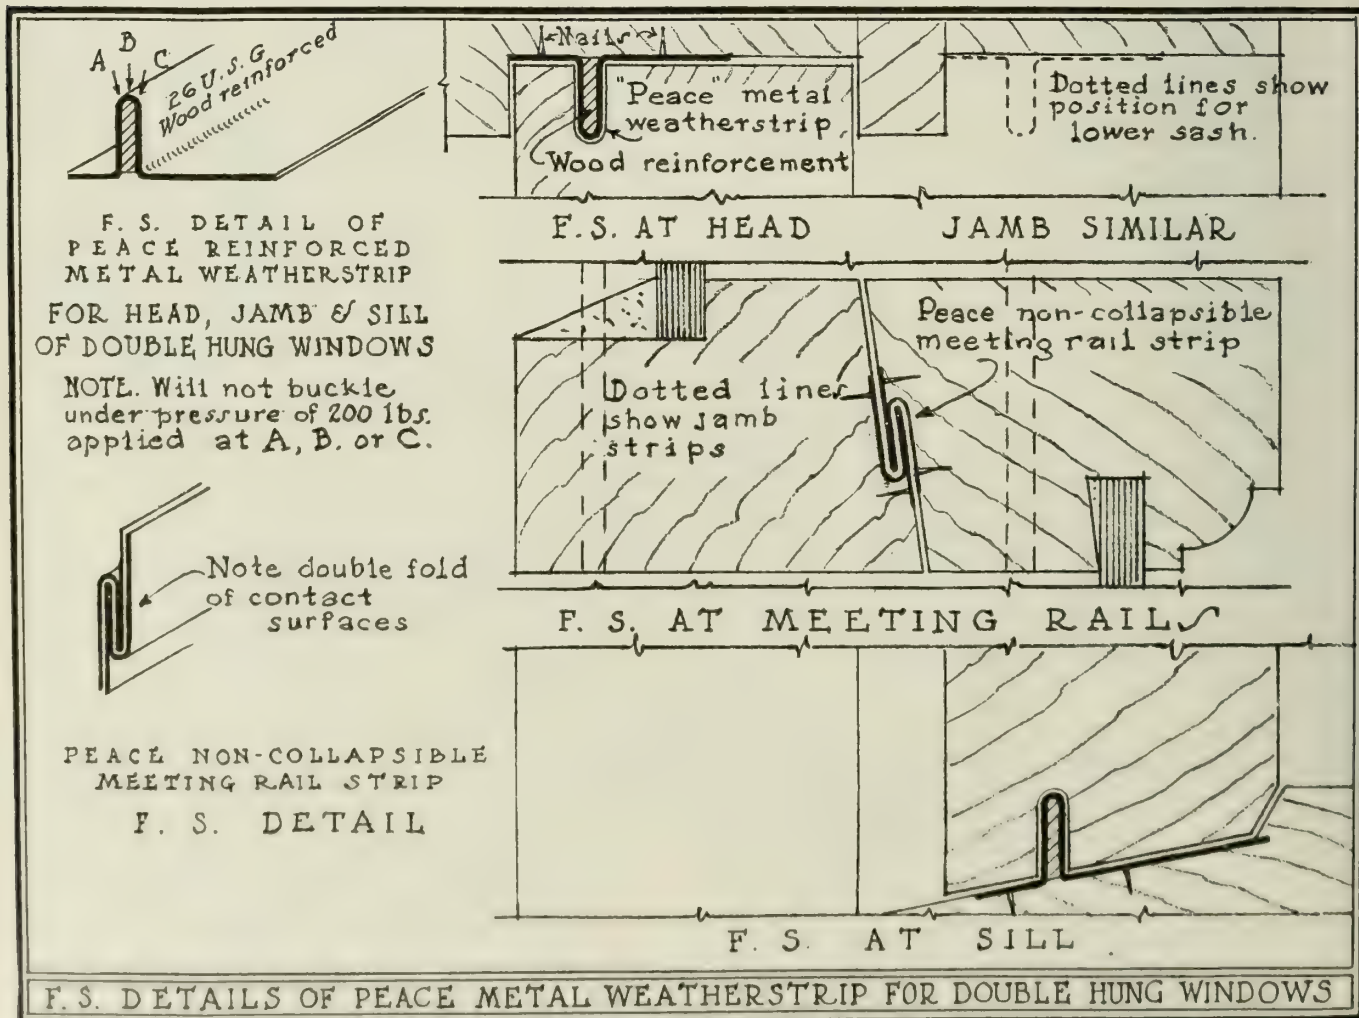 A B C
26 U.S.G
Wood reinforced
F. S. DETAIL OF
PEACE REINFORCED
METAL WEATHERSTRIP
FOR HEAD, JAMB & SILL
OF DOUBLE HUNG WINDOWS
NOTE. Will not buckle
under pressure of 200 lbs.
applied at A, B. or C.
Note double fold
of contact
surfaces
PEACE NON-COLLAPSIBLE
MEETING RAIL STRIP
F. S. DETAIL
Nails
"Peace" metal
weatherstrip
Wood reinforcement
Dotted lines show
position for
lower sash.
F.S. AT HEAD JAMB SIMILAR
Peace non-collapsible
meeting rail strip
Dotted lines
show jamb
strips
F. S. AT MEETING RAILS
F. S. AT SILL
F.S. DETAILS OF PEACE METAL WEATHERSTRIP FOR DOUBLE HUNG WINDOWS